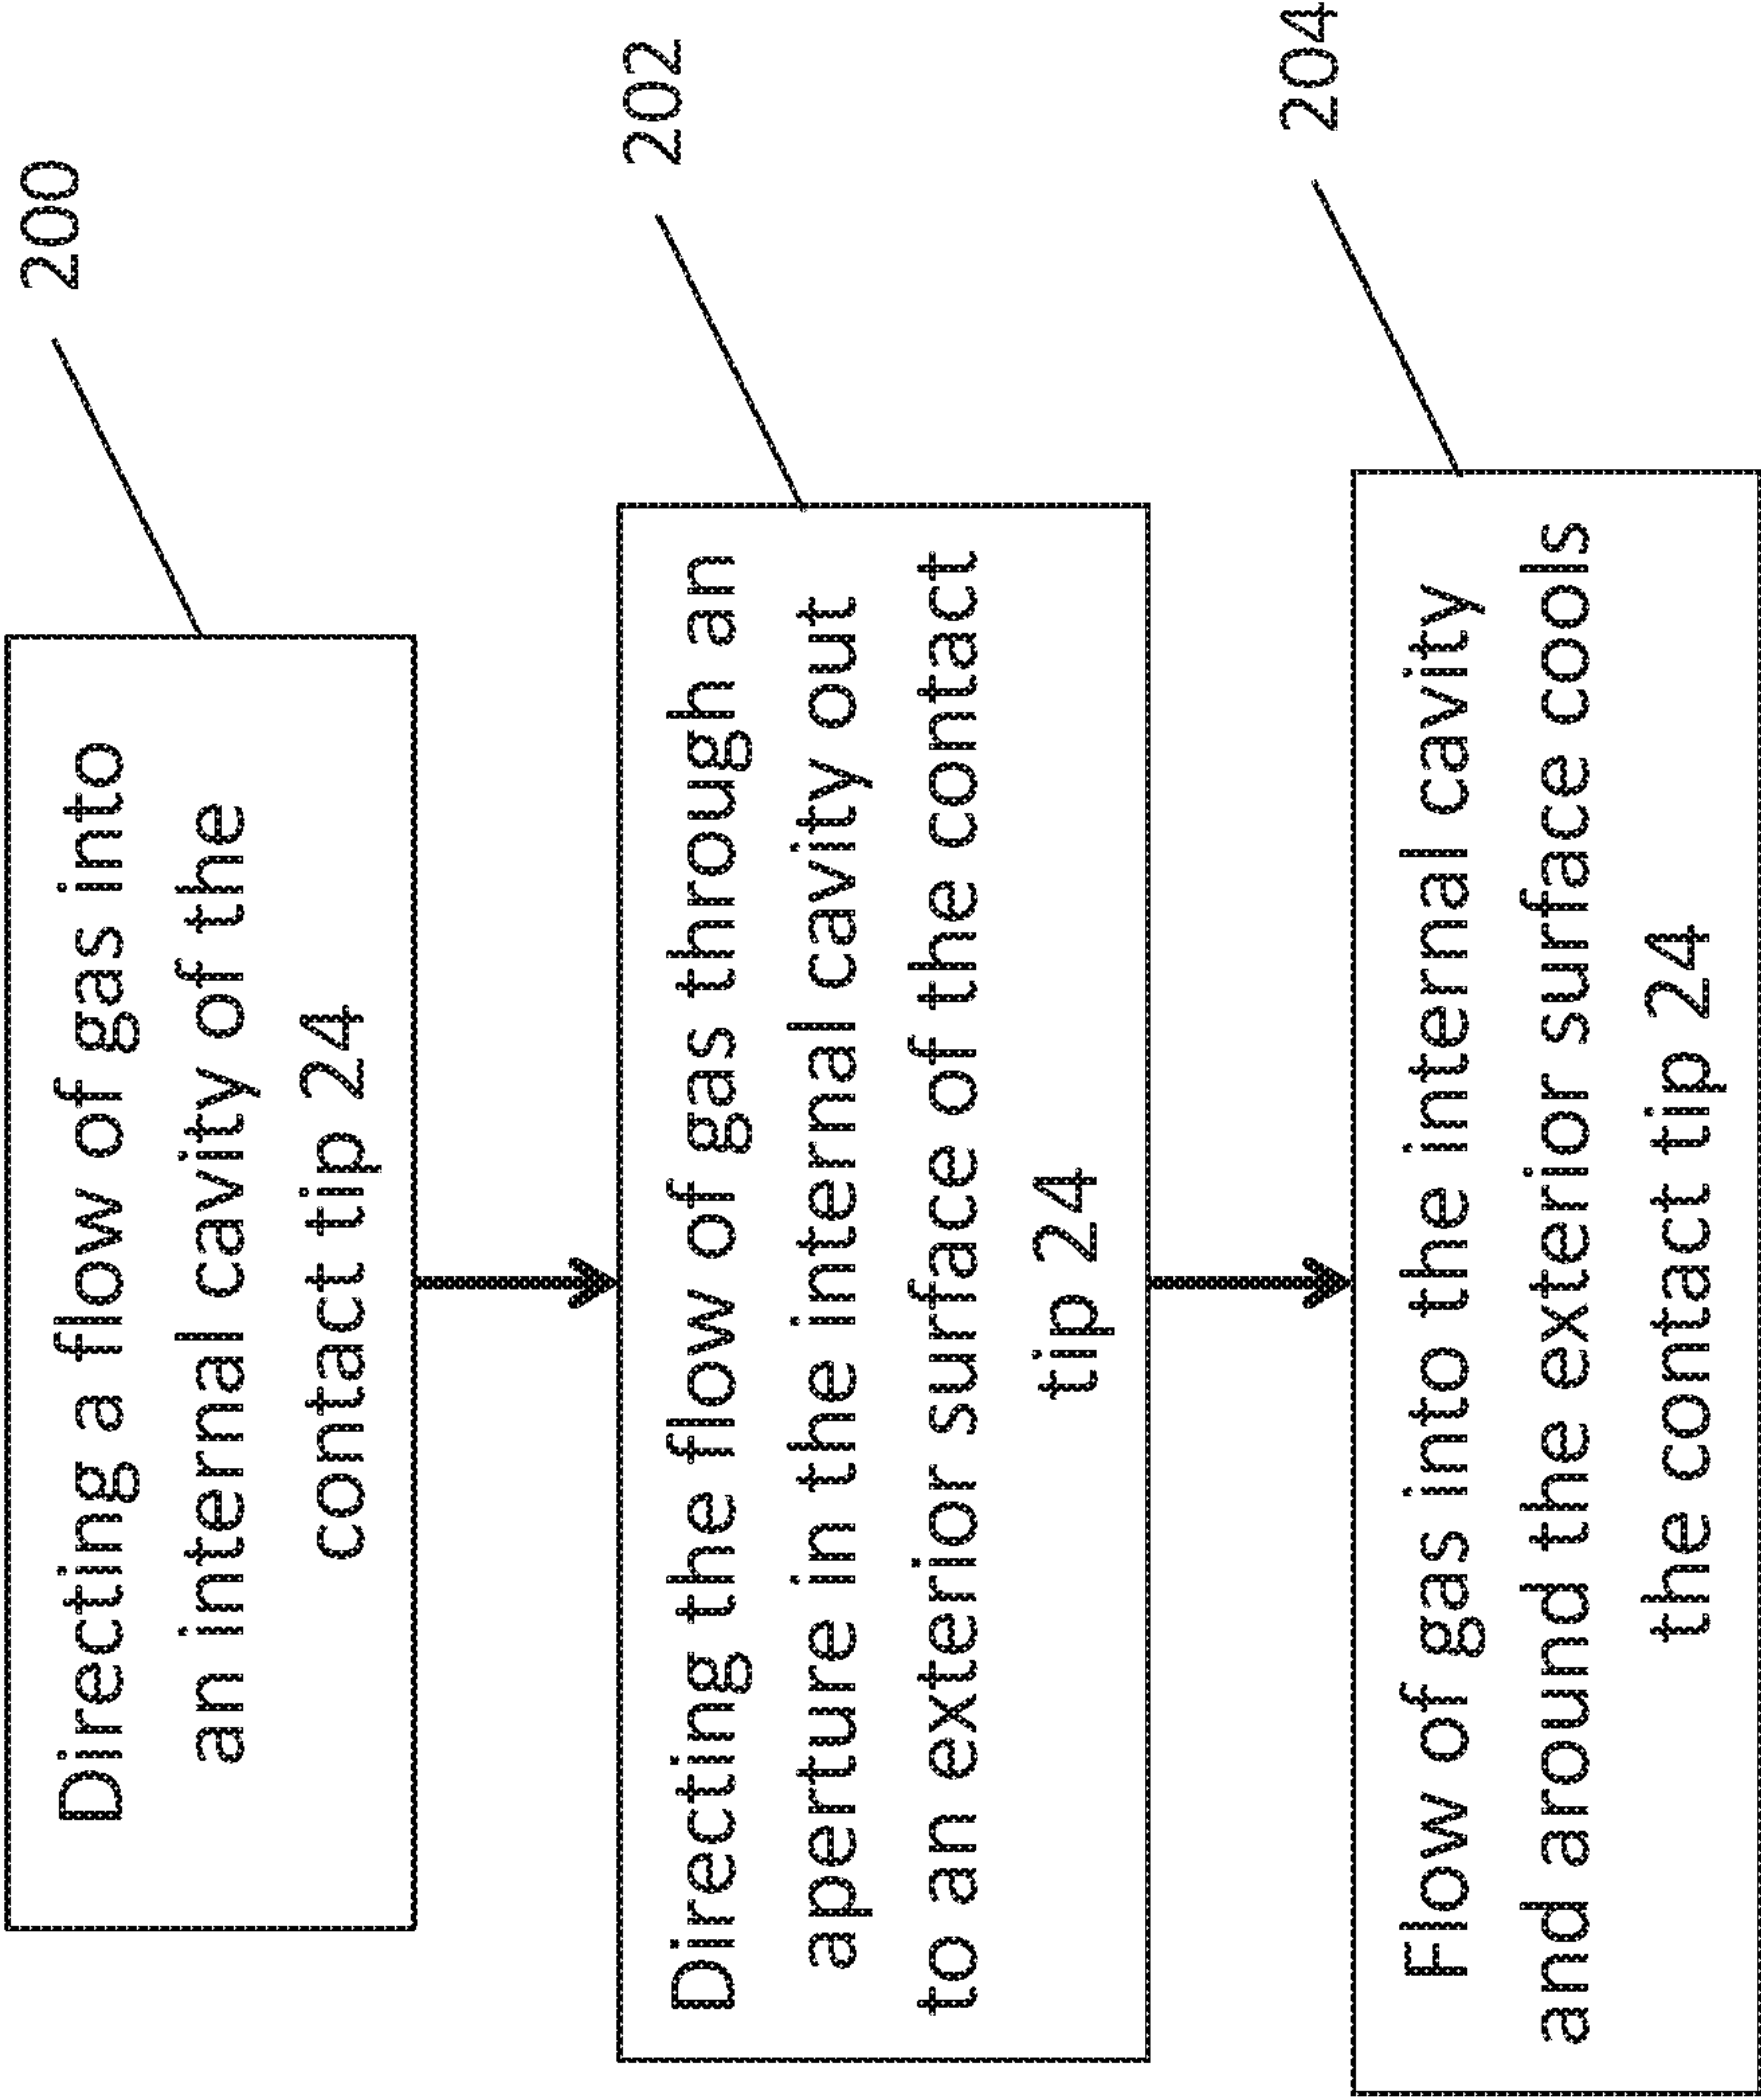 200
Directing a flow of gas into
an internal cavity of the
contact tip 24
202
Directing the flow of gas through an
aperture in the internal cavity out
to an exterior surface of the contact
tip 24
204
Flow of gas into the internal cavity
and around the exterior surface cools
the contact tip 24